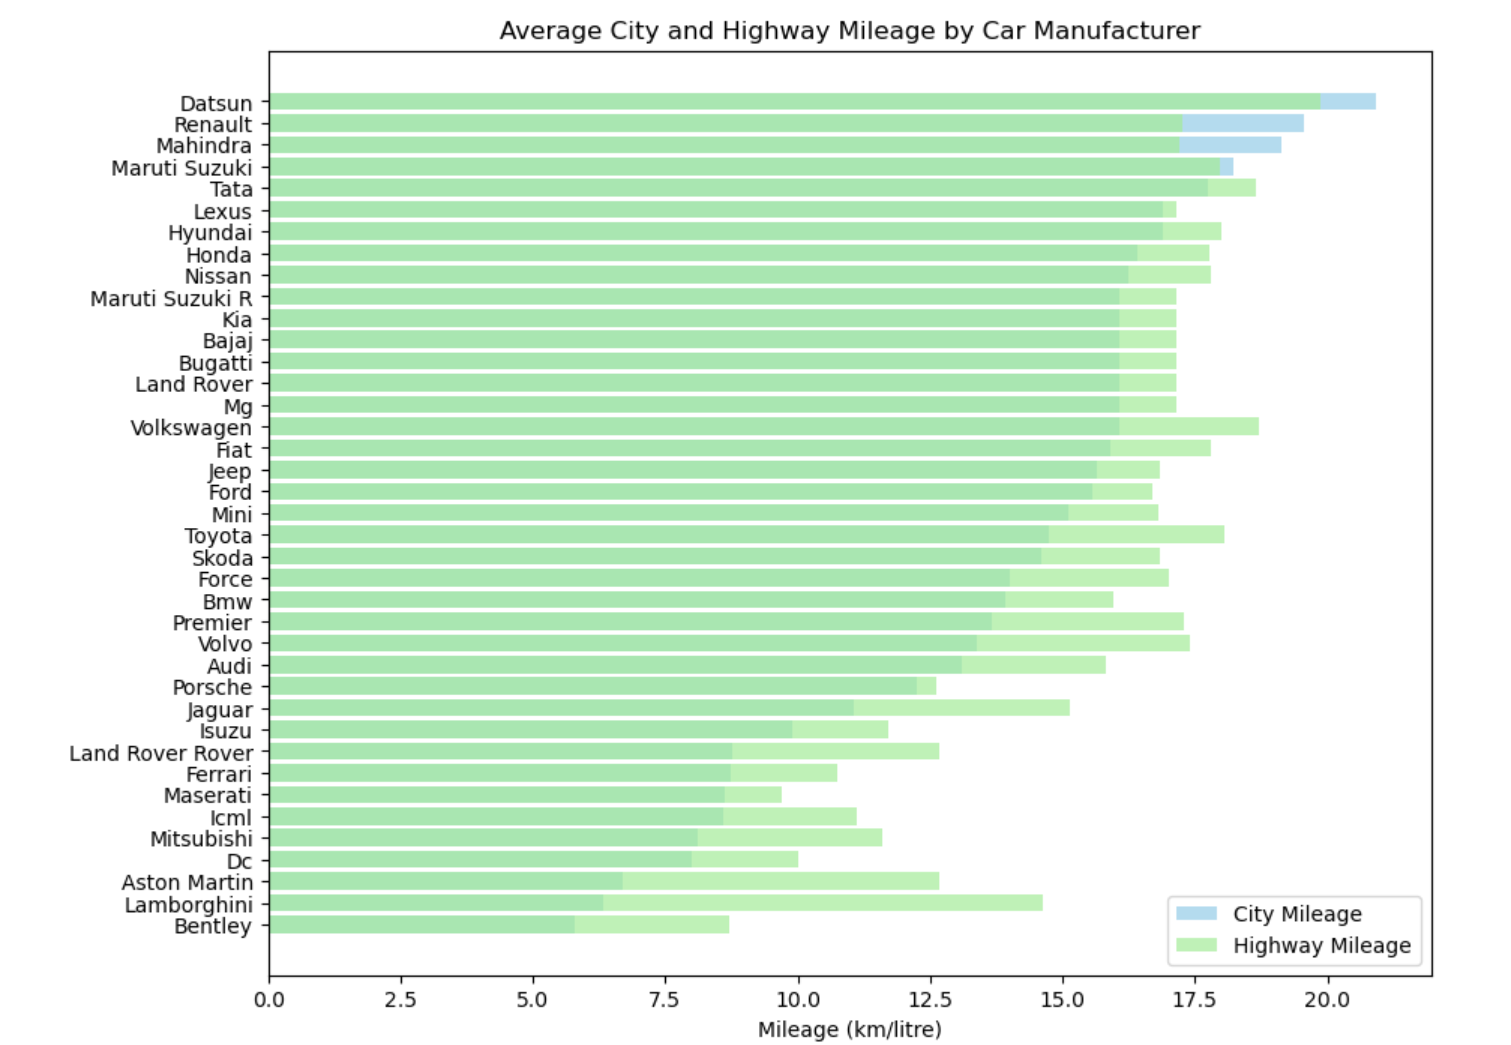 Average City and Highway Mileage by Car Manufacturer
Datsun
Renault
Mahindra
Maruti Suzuki
Tata
Lexus
Hyundai
Honda
Nissan
Maruti Suzuki R
Kia
Bajaj
Bugatti
Land Rover
Mg
Volkswagen
Fiat
Jeep
Ford
Mini
Toyota
Skoda
Force
Bmw
Premier
Volvo
Audi
Porsche
Jaguar
Isuzu
Land Rover Rover
Ferrari
Maserati
Icml
Mitsubishi
Dc
Aston Martin
Lamborghini
Bentley
City Mileage
Highway Mileage
0.0 2.5 5.0 7.5 10.0 12.5 15.0 17.5 20.0
Mileage (km/litre)